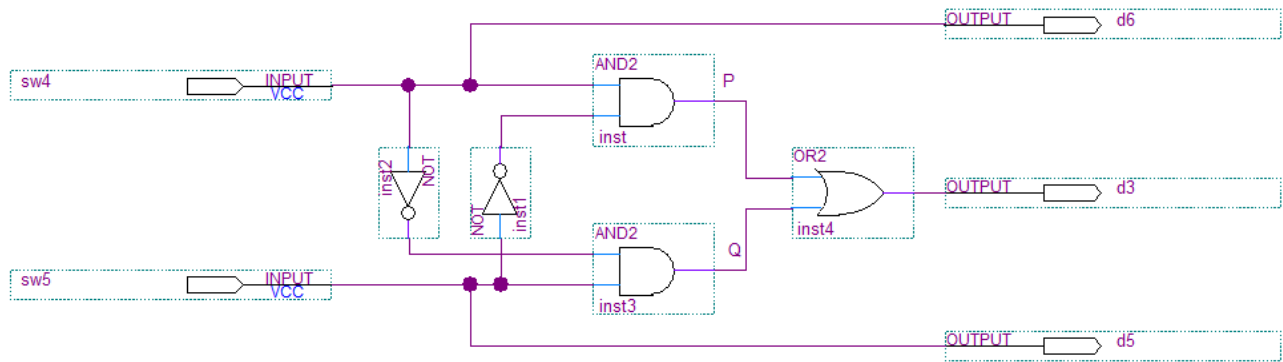 OUTPUT d6
AND2
sw4 INPUT
VCC
P
inst
inst2
NOT
NOT
inst1
OR2
OUTPUT d3
inst4
AND2
Q
sw5 INPUT
VCC
inst3
OUTPUT d5